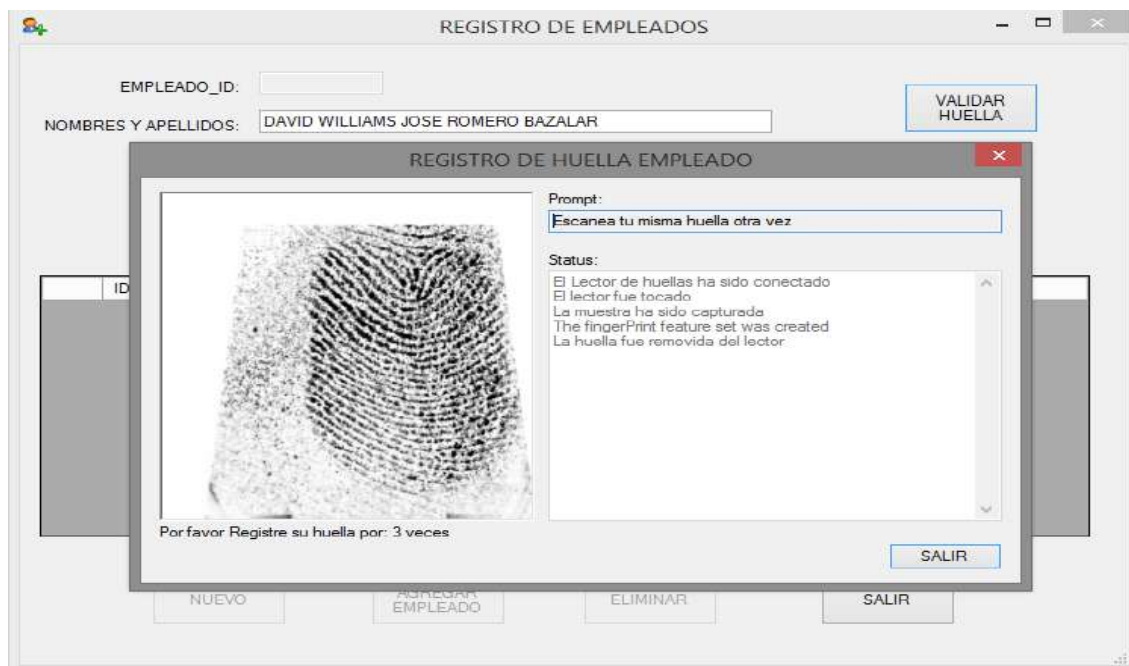 REGISTRO DE EMPLEADOS
EMPLEADO_ID:
NOMBRES Y APELLIDOS:
DAVID WILLIAMS JOSE ROMERO BAZALAR
VALIDAR
HUELLA
REGISTRO DE HUELLA EMPLEADO
Prompt:
Escanea tu misma huella otra vez
Status:
El Lector de huellas ha sido conectado
El lector fue tocado
La muestra ha sido capturada
The fingerPrint feature set was created
La huella fue removida del lector
ID
Por favor Registre su huella por: 3 veces
SALIR
NUEVO
AGREGAR
EMPLEADO
ELIMINAR
SALIR